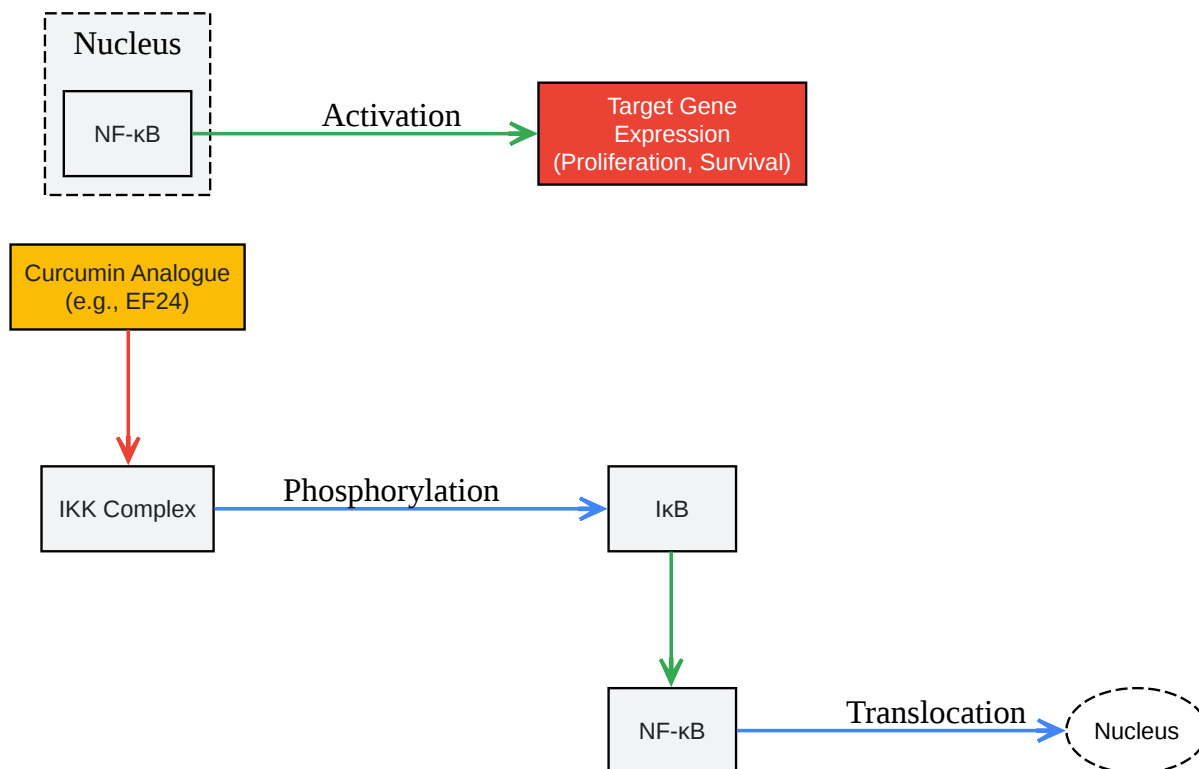 Nucleus
NF-κB
Activation
Target Gene
Expression
(Proliferation, Survival)
Curcumin Analogue
(e.g., EF24)
IKK Complex
Phosphorylation
IκB
NF-κB
Translocation
Nucleus